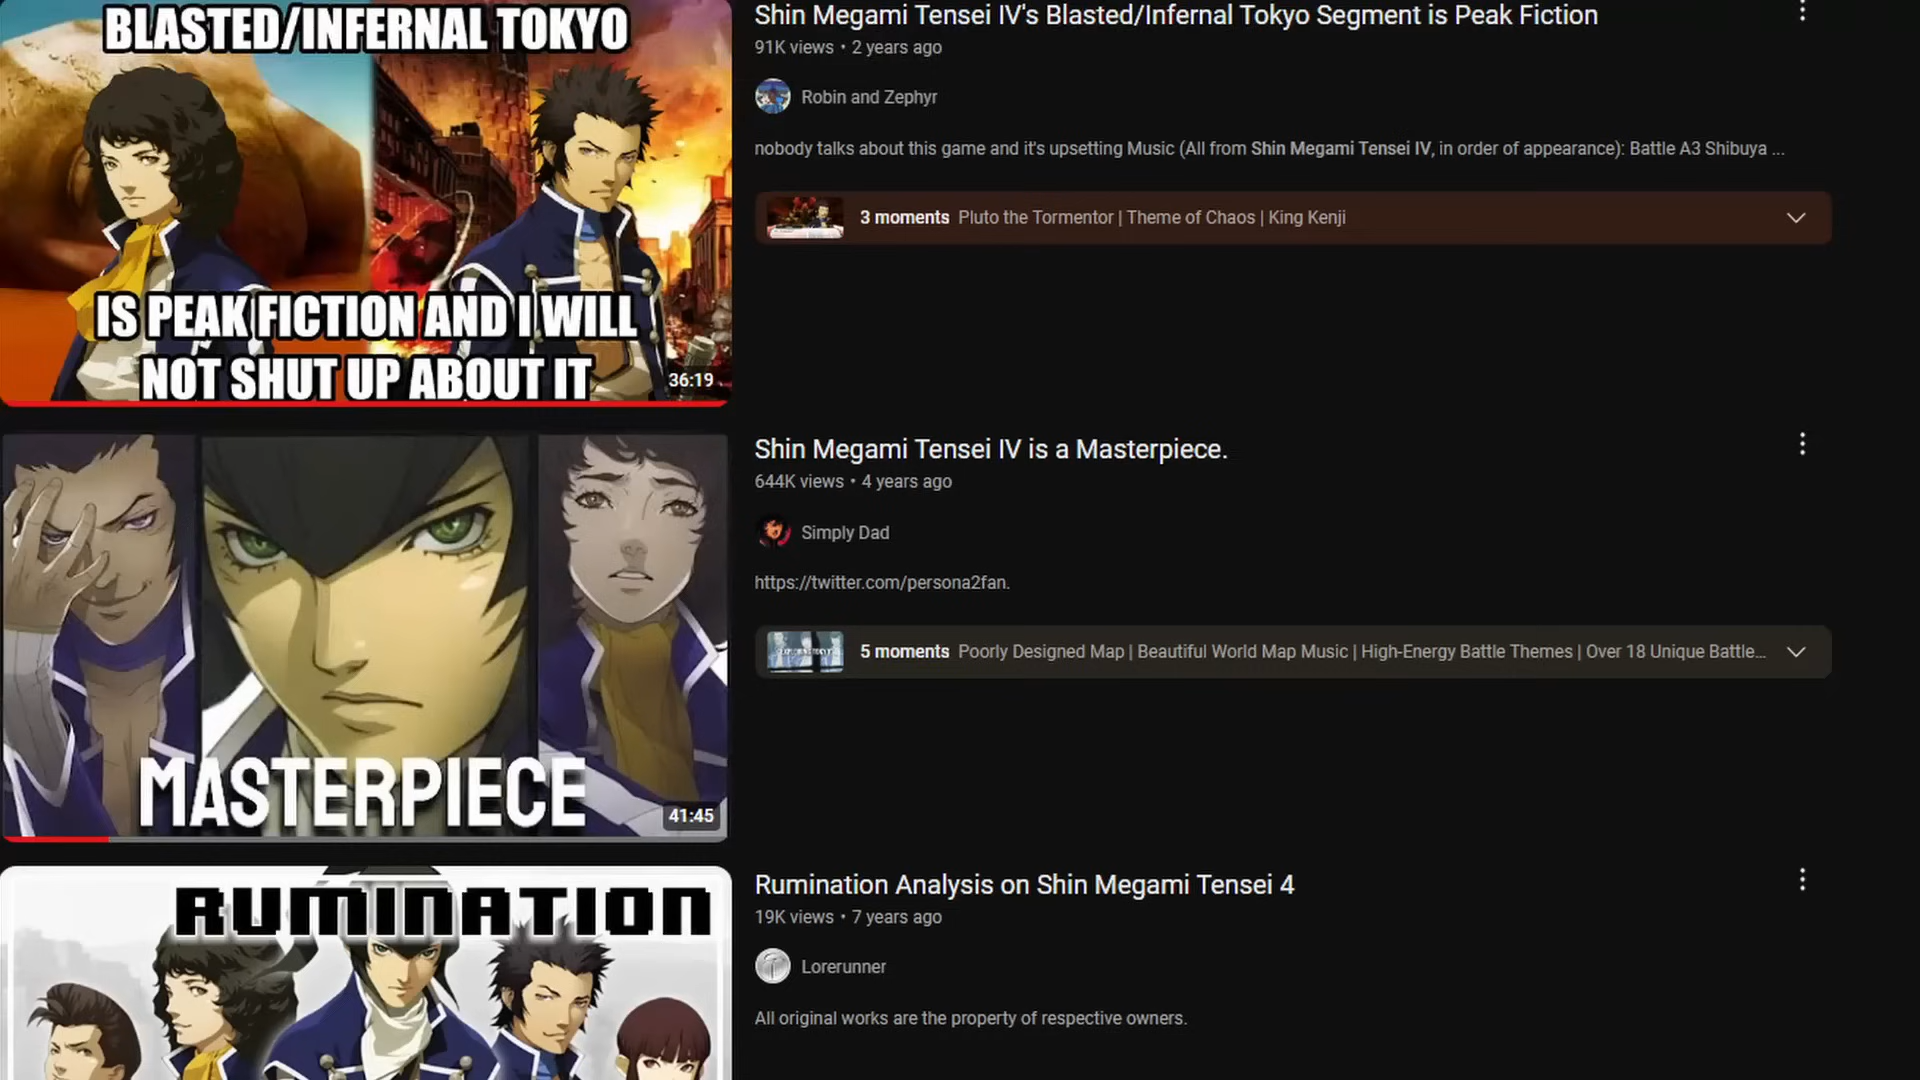 BLASTED/INFERNAL TOKYO
IS PEAK FICTION AND I WILL
NOT SHUT UP ABOUT IT
36:19
Shin Megami Tensei IV's Blasted/Infernal Tokyo Segment is Peak Fiction
91K views • 2 years ago
Robin and Zephyr
nobody talks about this game and it's upsetting Music (All from Shin Megami Tensei IV, in order of appearance): Battle A3 Shibuya ...
3 moments Pluto the Tormentor | Theme of Chaos | King Kenji
MASTERPIECE
41:45
Shin Megami Tensei IV is a Masterpiece.
644K views • 4 years ago
Simply Dad
https://twitter.com/persona2fan.
5 moments Poorly Designed Map | Beautiful World Map Music | High-Energy Battle Themes | Over 18 Unique Battle...
RUMINATION
Rumination Analysis on Shin Megami Tensei 4
19K views • 7 years ago
Lorerunner
All original works are the property of respective owners.